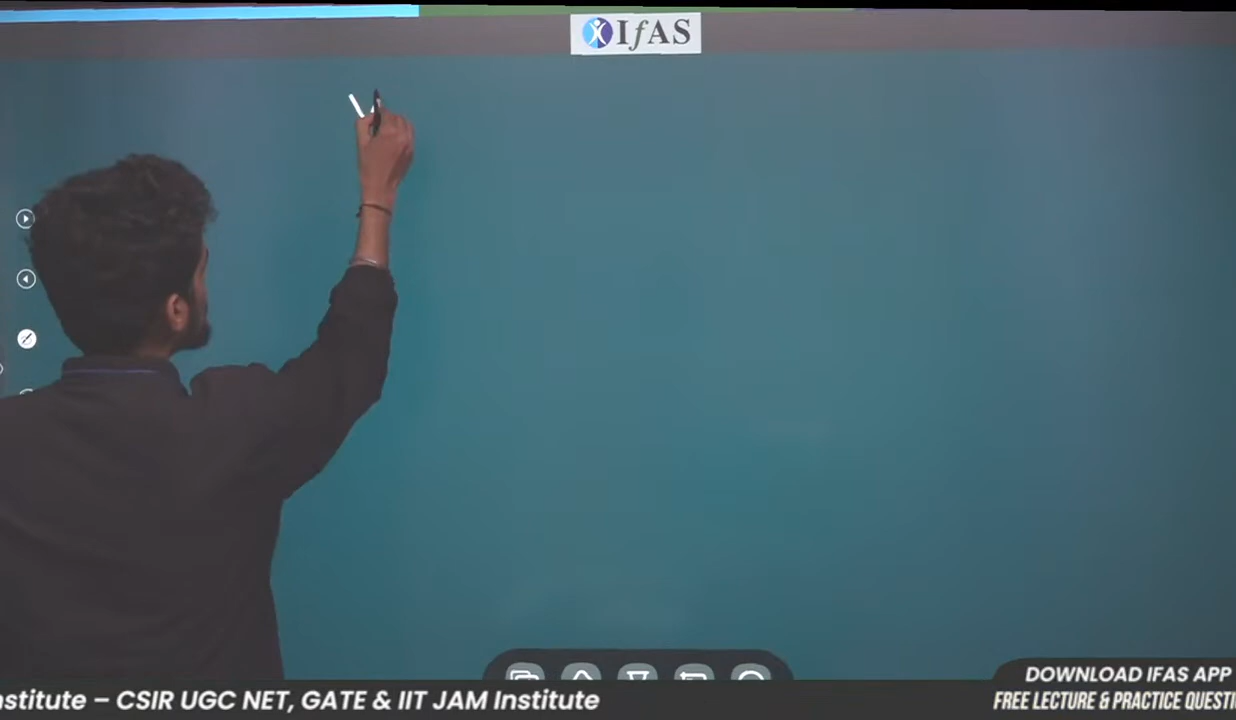 IfAS
DOWNLOAD IFAS APP
nstitute – CSIR UGC NET, GATE & IIT JAM Institute
FREE LECTURE & PRACTICE QUESTI